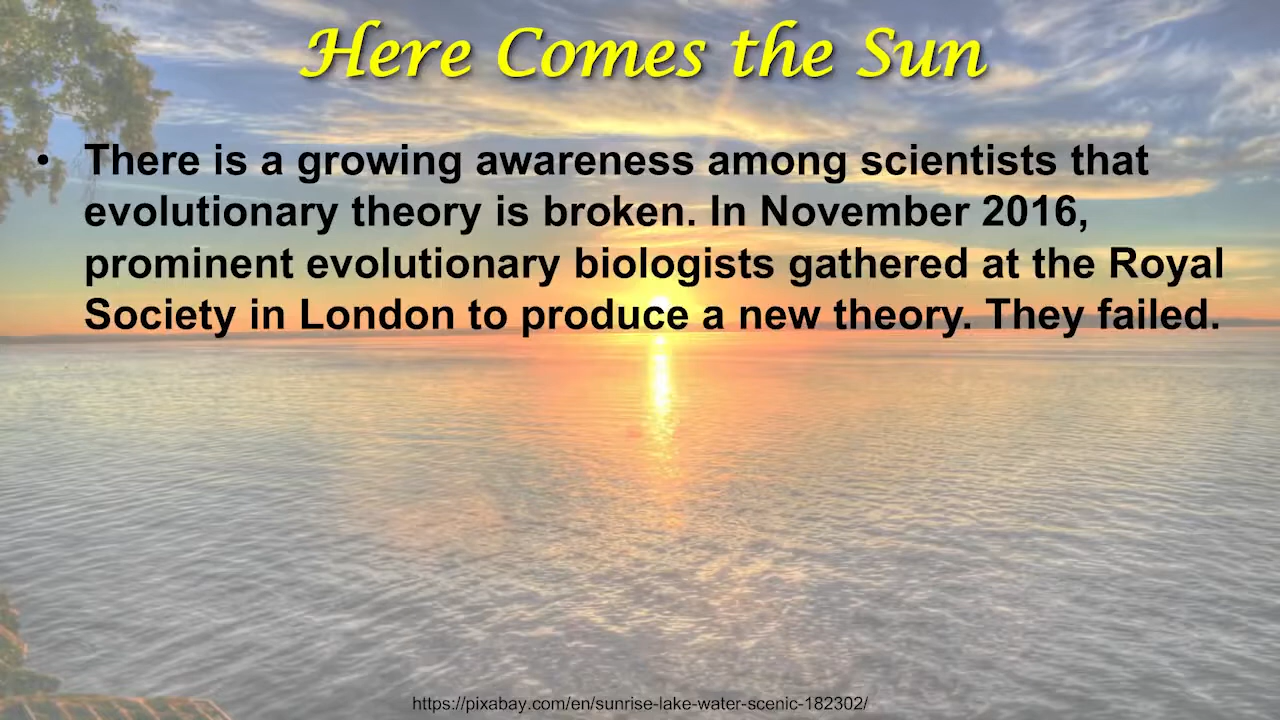 Here Comes the Sun
• There is a growing awareness among scientists that
evolutionary theory is broken. In November 2016,
prominent evolutionary biologists gathered at the Royal
Society in London to produce a new theory. They failed.
https://pixabay.com/en/sunrise-lake-water-scenic-182302/